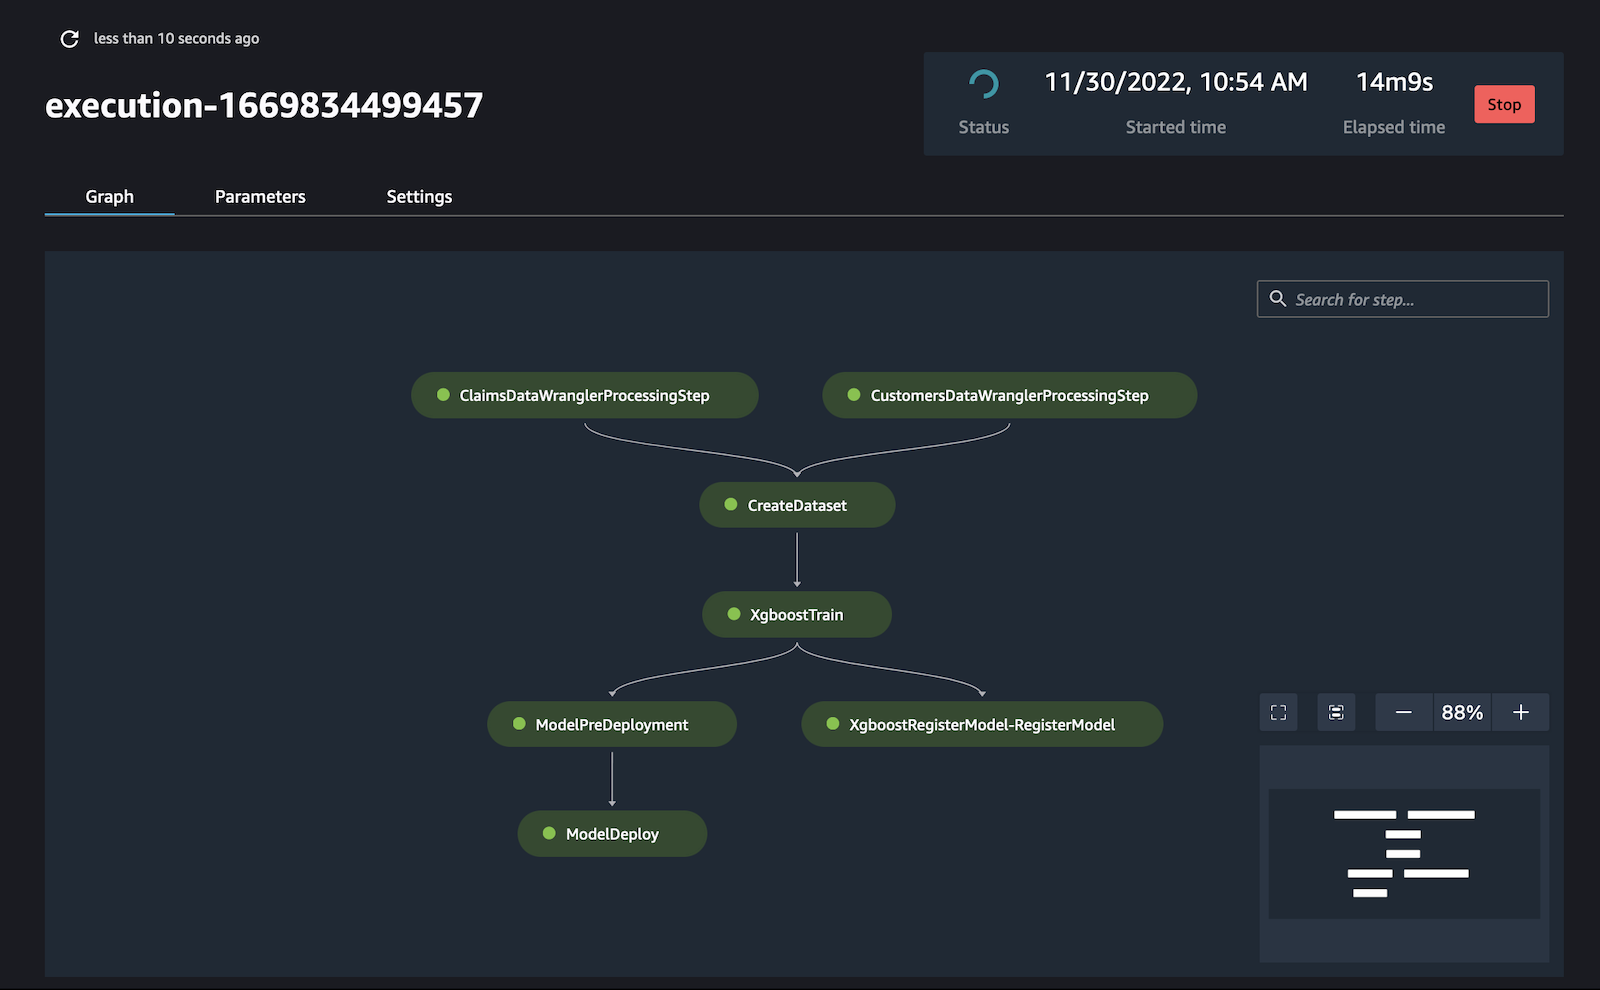 less than 10 seconds ago
execution-1669834499457
11/30/2022, 10:54 AM
14m9s
Stop
Status
Started time
Elapsed time
Graph
Parameters
Settings
Search for step...
ClaimsDataWranglerProcessingStep
CustomersDataWranglerProcessingStep
CreateDataset
XgboostTrain
ModelPreDeployment
XgboostRegisterModel-RegisterModel
88%
ModelDeploy